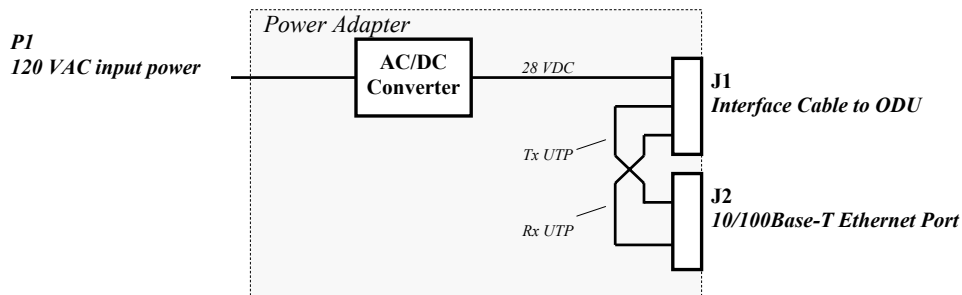 Power Adapter
P1
120 VAC input power
AC/DC
Converter
28 VDC
J1
Interface Cable to ODU
Tx UTP
J2
10/100Base-T Ethernet Port
Rx UTP